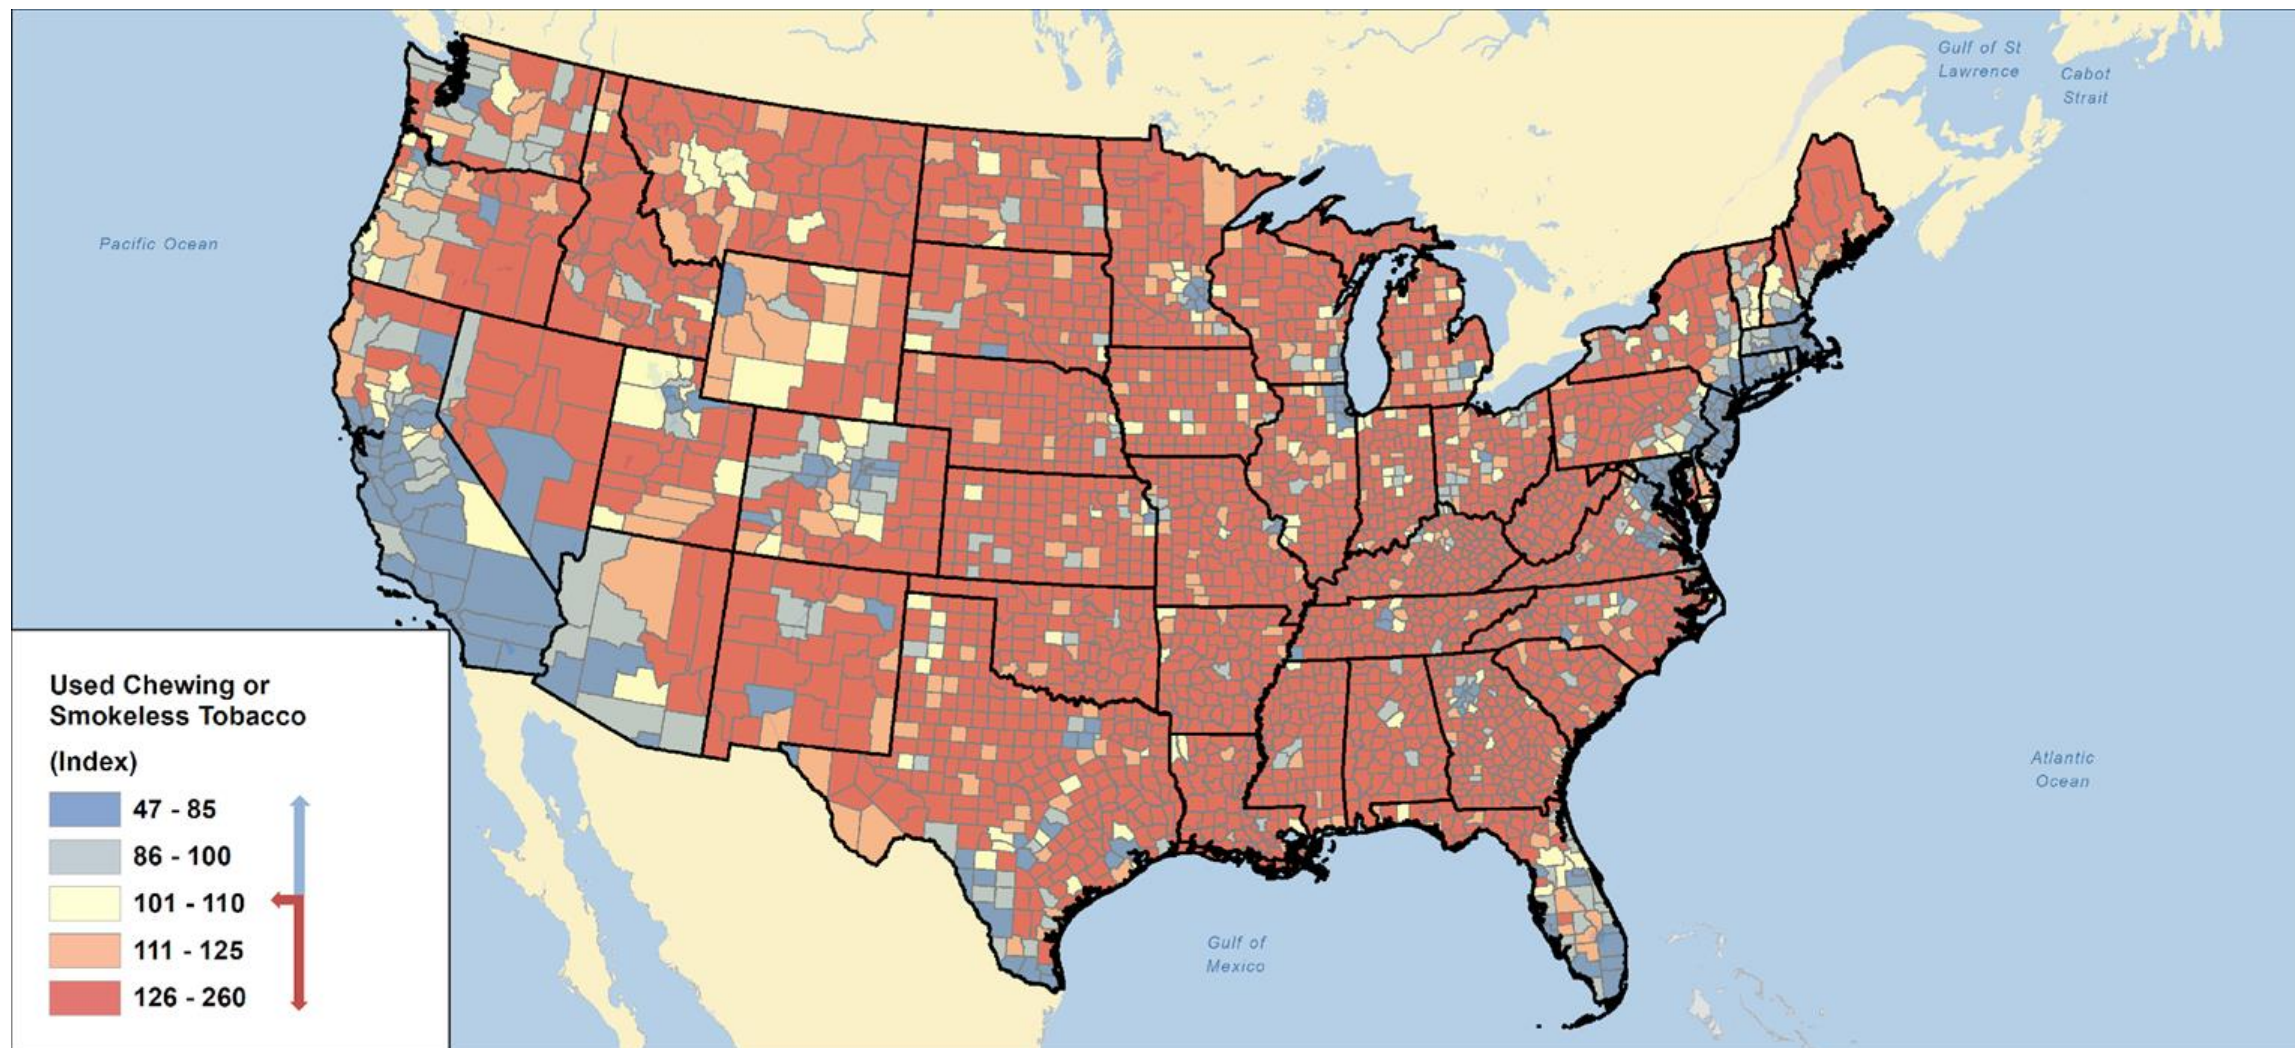 Gulf of St
Lawrence
Cabot
Strait
Pacific Ocean
Used Chewing or
Smokeless Tobacco
(Index)
47 - 85
86 - 100
101 - 110
111 - 125
126 - 260
Atlantic
Ocean
Gulf of
Mexico